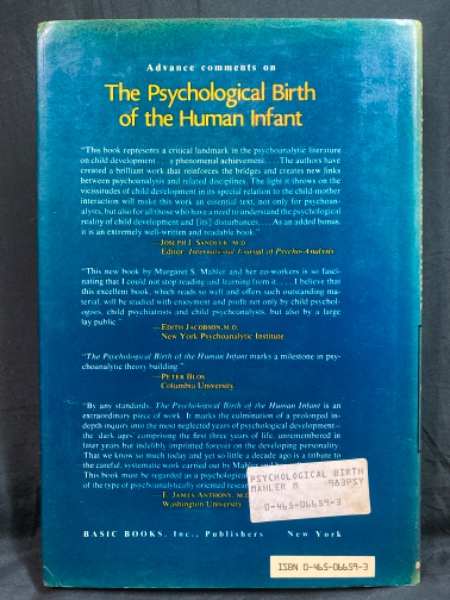 Advance comments on
The Psychological Birth
of the Human Infant
"This book represents a critical landmark in the psychoanalytic literature
on child development . . . a phenomenal achievement. . . . The authors have
created a brilliant work that reinforces the bridges and creates new links
between psychoanalysis and related disciplines. The light it throws on the
vicissitudes of child development in its special relation to the child-mother
interaction will make this work an essential text, not only for psychoan-
alysts, but also for all those who have a need to understand the psychological
reality of child development and [its] disturbances. . . . As an added bonus,
it is an extremely well-written and readable book."
—JOSEPH J. SANDLER, M.D.
Editor, International Journal of Psycho-Analysis
"This new book by Margaret S. Mahler and her co-workers is so fasci-
nating that I could not stop reading and learning from it. . . . I believe that
this excellent book, which reads so well and offers such outstanding ma-
terial, will be studied with enjoyment and profit not only by child psychol-
ogists, child psychiatrists and child psychoanalysts, but also by a large
lay public."
—EDITH JACOBSON, M.D.
New York Psychoanalytic Institute
"The Psychological Birth of the Human Infant marks a milestone in psy-
choanalytic theory building."
—PETER BLOS
Columbia University
"By any standards, The Psychological Birth of the Human Infant is an
extraordinary piece of work. It marks the culmination of a prolonged in-
depth inquiry into the most neglected years of psychological development—
the 'dark ages' comprising the first three years of life, unremembered in
later years but indelibly imprinted forever on the developing personality.
That we know so much today and yet so little a decade ago is a tribute to
the careful, systematic work carried out by Mahler
This book must be regarded as a psychological
of the type of psychoanalytically oriented
—E. JAMES ANTHONY, M.D.
Washington University
PSYCHOLOGICAL BIRTH
MAHLER M 983PSY
0-465-06659-3
BASIC BOOKS, Inc., Publishers New York
ISBN 0-465-06659-3